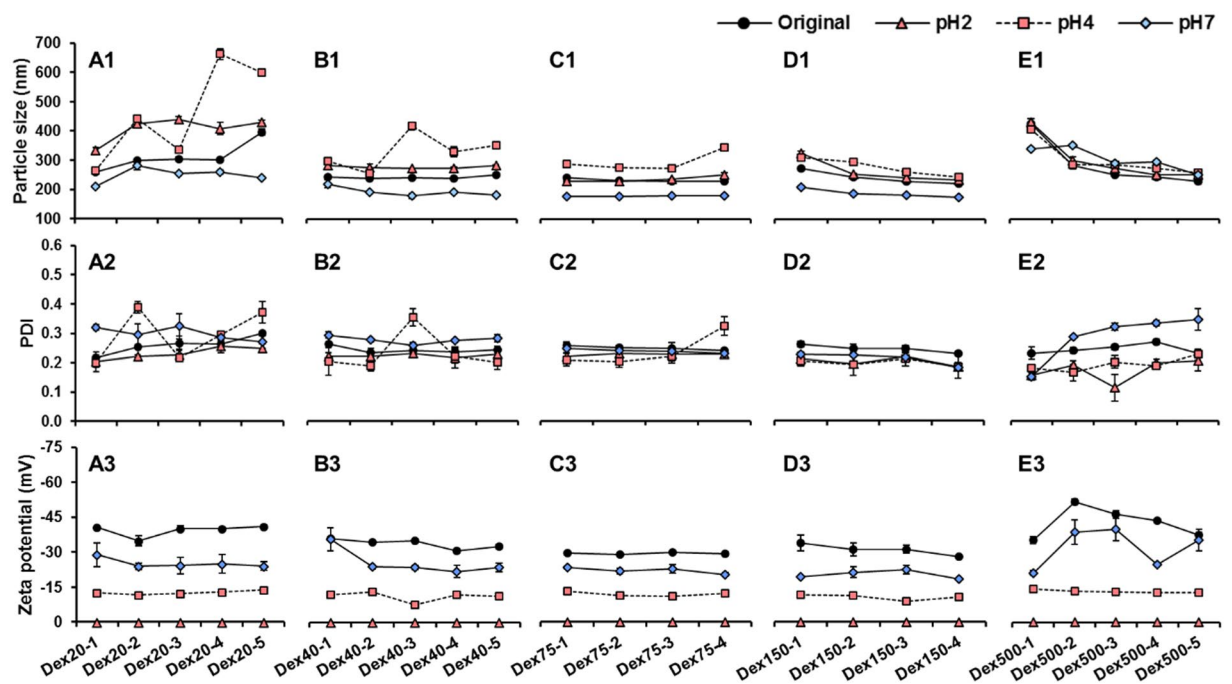 Original pH2 pH4 pH7
Particle size (nm)
700
600
500
400
300
200
100
A1 B1 C1 D1 E1
PDI
0.6
0.5
0.4
0.3
0.2
0.1
0.0
A2 B2 C2 D2 E2
Zeta potential (mV)
-75
-45
-30
-15
0
A3 B3 C3 D3 E3
Dex20-1 Dex20-2 Dex20-3 Dex20-4 Dex20-5
Dex40-1 Dex40-2 Dex40-3 Dex40-4 Dex40-5
Dex75-1 Dex75-2 Dex75-3 Dex75-4
Dex150-1 Dex150-2 Dex150-3 Dex150-4
Dex500-1 Dex500-2 Dex500-3 Dex500-4 Dex500-5